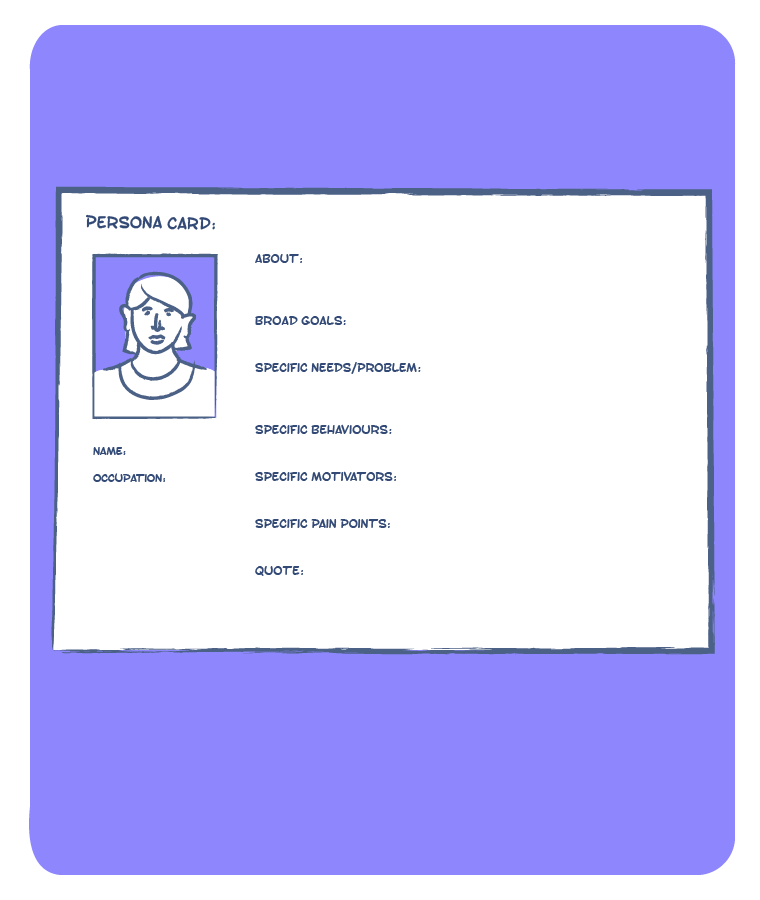 PERSONA CARD:
NAME:
OCCUPATION:
ABOUT:
BROAD GOALS:
SPECIFIC NEEDS/PROBLEM:
SPECIFIC BEHAVIOURS:
SPECIFIC MOTIVATORS:
SPECIFIC PAIN POINTS:
QUOTE: